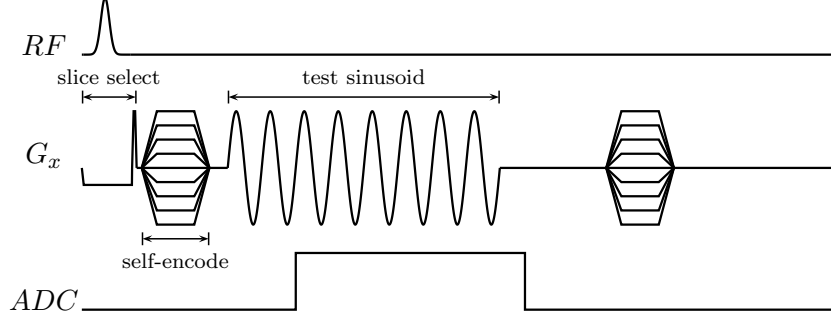 RF
slice select
test sinusoid
Gx
self-encode
ADC